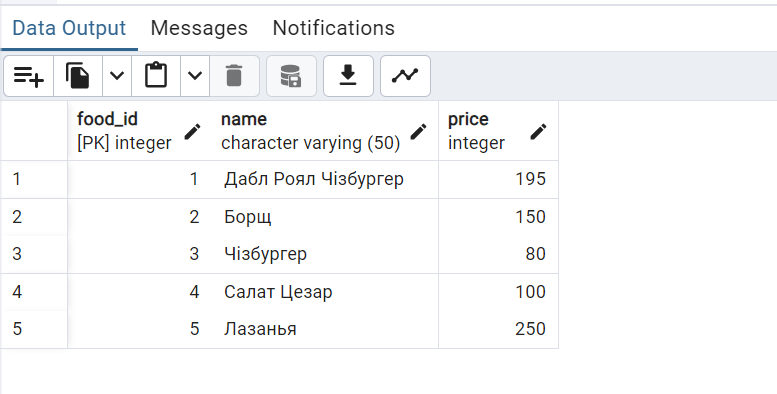 Data Output Messages Notifications
food_id name price
[PK] integer character varying (50) integer
1 1 Дабл Роял Чізбургер 195
2 2 Борщ 150
3 3 Чізбургер 80
4 4 Салат Цезар 100
5 5 Лазанья 250